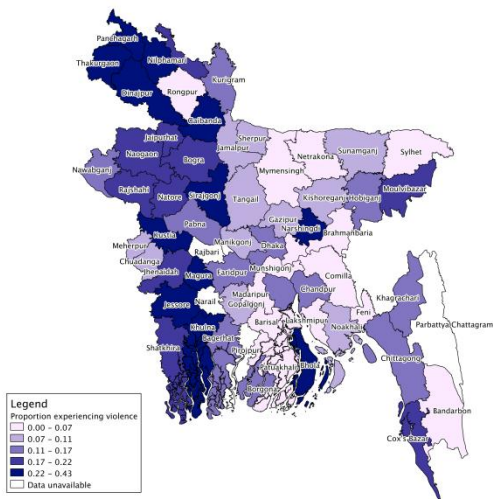 Pandhagarh
Thakurgaon
Nilphamari
Kurigram
Dinajpur
Rongpur
Gaibanda
Sherpur
Jamalpur
Jaipurhat
Naogaon
Bogra
Netrakona
Sunamganj
Sylhet
Mymensingh
Nawabganj
Rajshahi
Natore
Sirajgonj
Tangail
Kishoreganj
Hobiganj
Moulvibazar
Pabna
Gazipur
Narshingdi
Kustia
Meherpur
Chuadanga
Manikgonj
Dhaka
Brahmanbaria
Rajbari
Jhenaidah
Magura
Faridpur
Munshigonj
Comilla
Jessore
Narail
Madaripur
Gopalgonj
Chandpur
Khagrachari
Feni
Parbattya Chattagram
Khulna
Bagerhat
Barisal
Lakshmipur
Noakhali
Shatkhira
Pirojpur
Patuakhali
Bhola
Chittagong
Borgona
Bandarbon
Cox's Bazar
Legend
Proportion experiencing violence
0.00 - 0.07
0.07 - 0.11
0.11 - 0.17
0.17 - 0.22
0.22 - 0.43
Data unavailable